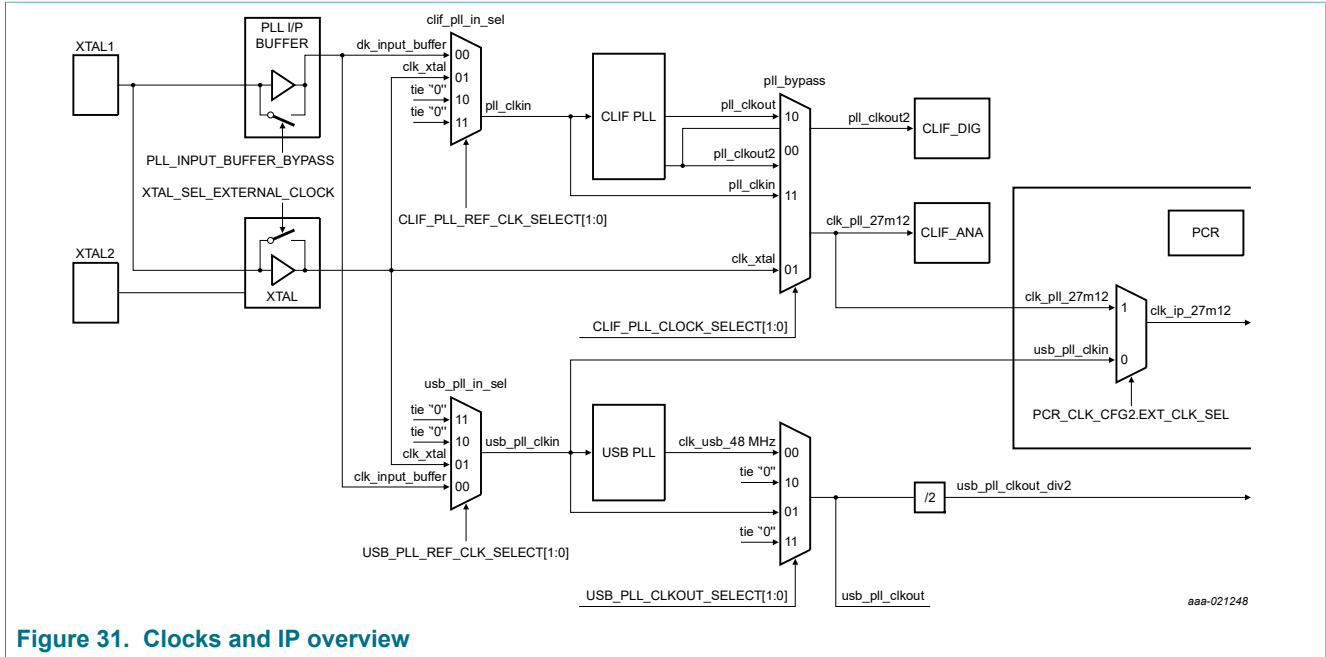 XTAL1
PLL I/P
BUFFER
PLL_INPUT_BUFFER_BYPASS
XTAL_SEL_EXTERNAL_CLOCK
XTAL2
XTAL
clif_pll_in_sel
dk_input_buffer
00
clk_xtal
01
tie `'0''
10
tie `'0''
11
pll_clkin
CLIF_PLL_REF_CLK_SELECT[1:0]
CLIF PLL
pll_bypass
pll_clkout
10
00
pll_clkout2
pll_clkin
11
clk_xtal
01
CLIF_PLL_CLOCK_SELECT[1:0]
pll_clkout2
CLIF_DIG
clk_pll_27m12
CLIF_ANA
PCR
clk_pll_27m12
1
clk_ip_27m12
usb_pll_clkin
0
PCR_CLK_CFG2.EXT_CLK_SEL
usb_pll_in_sel
tie `'0''
11
tie `'0''
10
clk_xtal
01
clk_input_buffer
00
usb_pll_clkin
USB_PLL_REF_CLK_SELECT[1:0]
USB PLL
clk_usb_48 MHz
00
tie `'0''
10
01
tie `'0''
11
USB_PLL_CLKOUT_SELECT[1:0]
/2
usb_pll_clkout_div2
usb_pll_clkout
aaa-021248
Figure 31. Clocks and IP overview